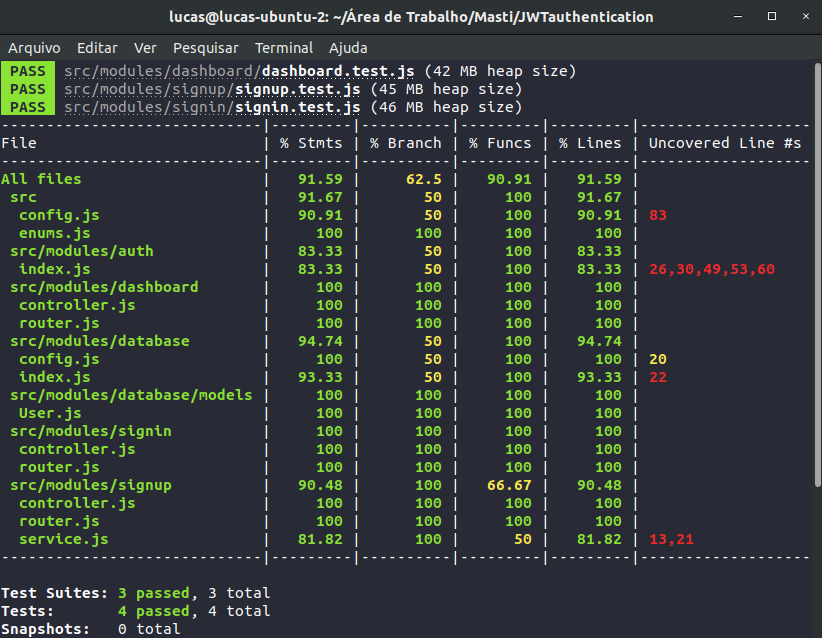 lucas@lucas-ubuntu-2: ~/Área de Trabalho/Masti/JWTauthentication
Arquivo Editar Ver Pesquisar Terminal Ajuda
PASS src/modules/dashboard/dashboard.test.js (42 MB heap size)
PASS src/modules/signup/signup.test.js (45 MB heap size)
PASS src/modules/signin/signin.test.js (46 MB heap size)
-----------------------------|---------|----------|---------|---------|-------------------
File                         | % Stmts | % Branch | % Funcs | % Lines | Uncovered Line #s
-----------------------------|---------|----------|---------|---------|-------------------
All files                    |   91.59 |     62.5 |   90.91 |   91.59 |
 src                         |   91.67 |       50 |     100 |   91.67 |
  config.js                  |   90.91 |       50 |     100 |   90.91 | 83
  enums.js                   |     100 |      100 |     100 |     100 |
 src/modules/auth            |   83.33 |       50 |     100 |   83.33 |
  index.js                   |   83.33 |       50 |     100 |   83.33 | 26,30,49,53,60
 src/modules/dashboard       |     100 |      100 |     100 |     100 |
  controller.js              |     100 |      100 |     100 |     100 |
  router.js                  |     100 |      100 |     100 |     100 |
 src/modules/database        |   94.74 |       50 |     100 |   94.74 |
  config.js                  |     100 |       50 |     100 |     100 | 20
  index.js                   |   93.33 |       50 |     100 |   93.33 | 22
 src/modules/database/models |     100 |      100 |     100 |     100 |
  User.js                    |     100 |      100 |     100 |     100 |
 src/modules/signin          |     100 |      100 |     100 |     100 |
  controller.js              |     100 |      100 |     100 |     100 |
  router.js                  |     100 |      100 |     100 |     100 |
 src/modules/signup          |   90.48 |      100 |   66.67 |   90.48 |
  controller.js              |     100 |      100 |     100 |     100 |
  router.js                  |     100 |      100 |     100 |     100 |
  service.js                 |   81.82 |      100 |      50 |   81.82 | 13,21
-----------------------------|---------|----------|---------|---------|-------------------
Test Suites: 3 passed, 3 total
Tests:       4 passed, 4 total
Snapshots:   0 total